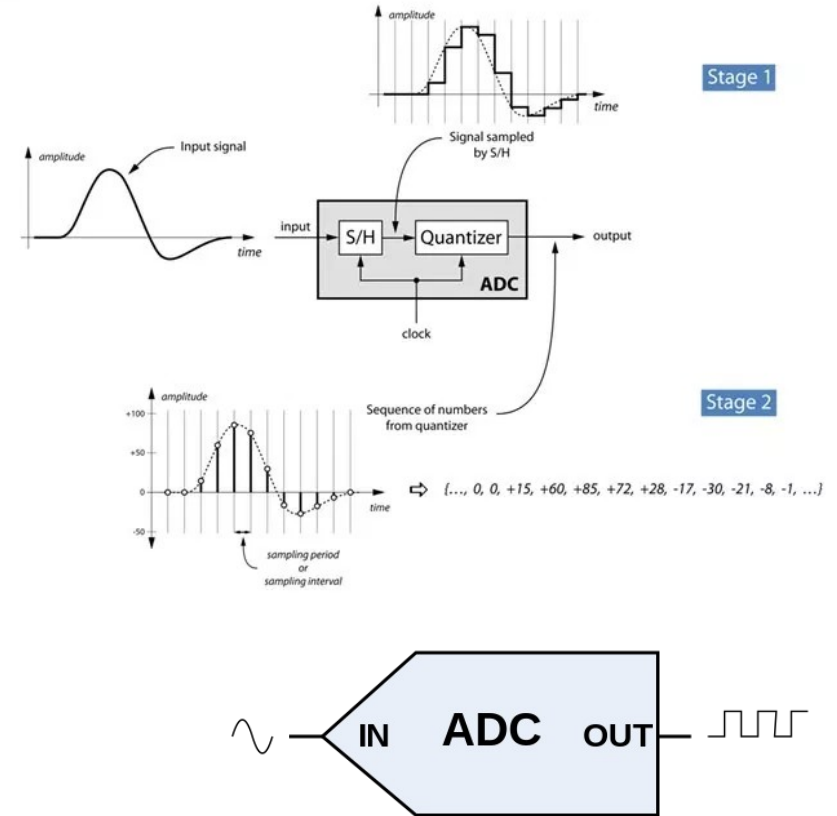 amplitude
Stage 1
time
Signal sampled
by S/H
amplitude
Input signal
time
input
S/H
Quantizer
output
ADC
clock
Stage 2
amplitude
+100
+50
0
-50
time
Sequence of numbers
from quantizer
{..., 0, 0, +15, +60, +85, +72, +28, -17, -30, -21, -8, -1, ...}
sampling period
or
sampling interval
IN
ADC
OUT